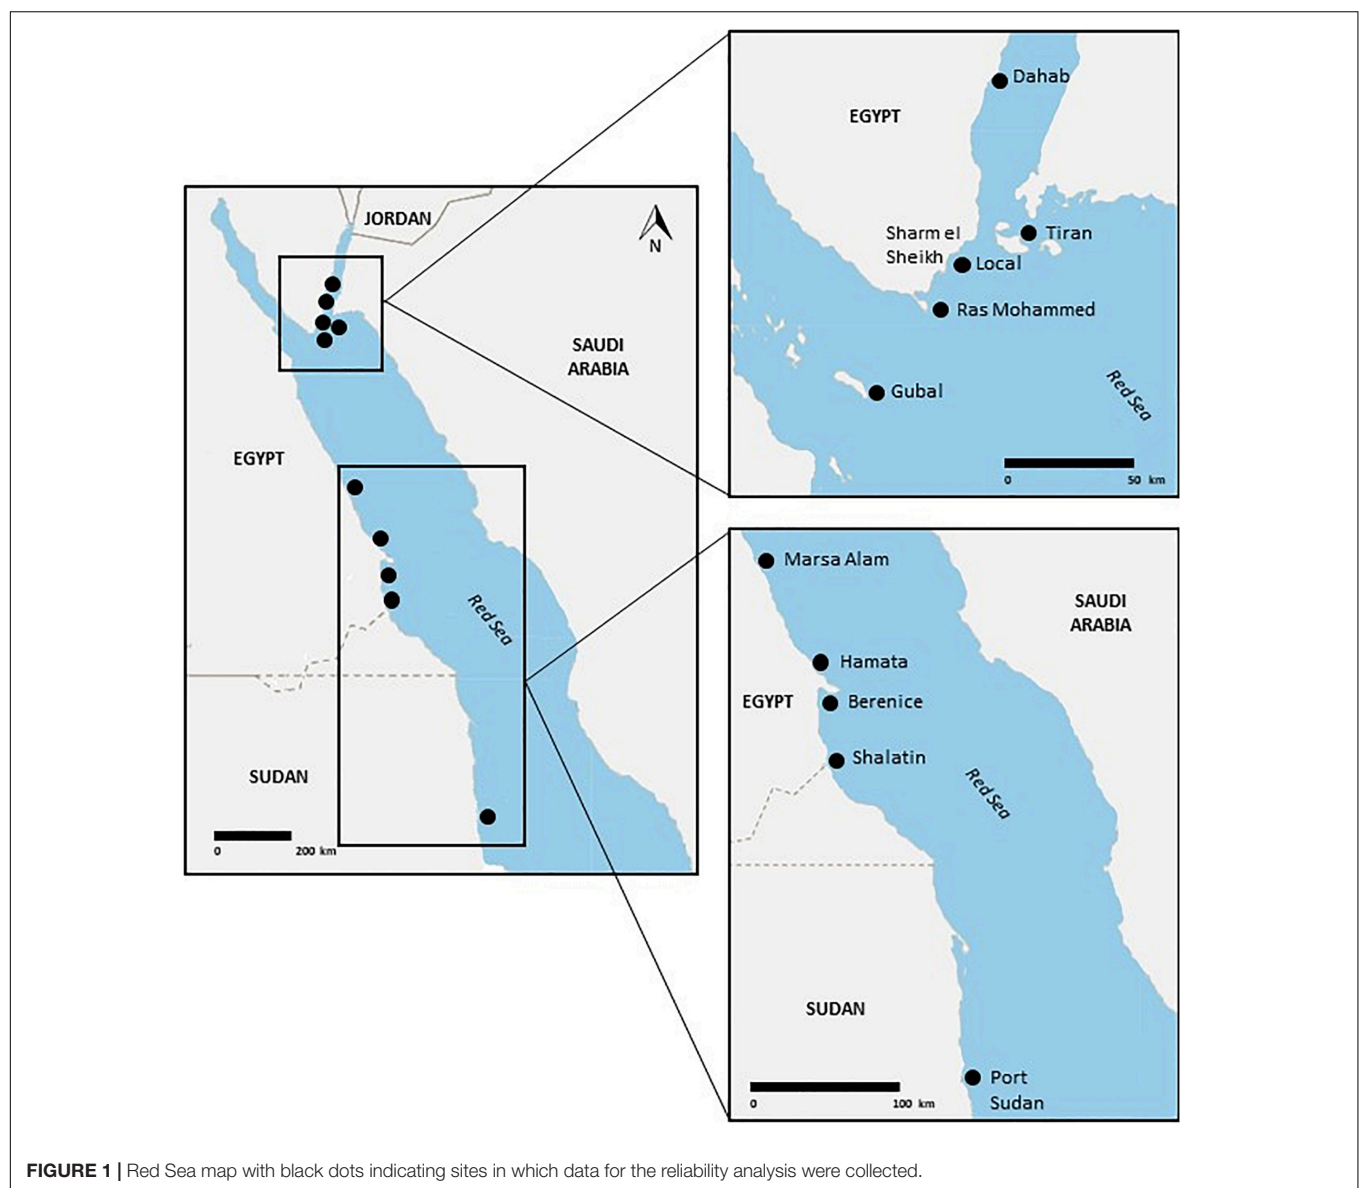 JORDAN
N
SAUDI
ARABIA
EGYPT
Red Sea
SUDAN
0 200 km
Dahab
EGYPT
Tiran
Sharm el
Sheikh
Local
Ras Mohammed
Gubal
Red Sea
0 50 km
Marsa Alam
SAUDI
ARABIA
Hamata
EGYPT
Berenice
Shalatin
Red Sea
SUDAN
Port
Sudan
0 100 km
FIGURE 1 | Red Sea map with black dots indicating sites in which data for the reliability analysis were collected.